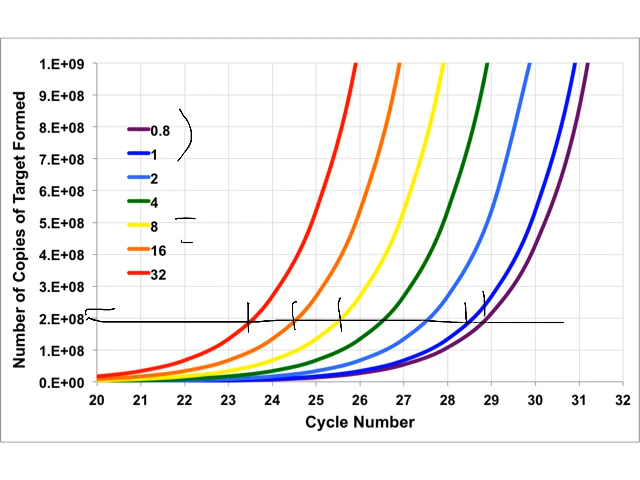 1.E+09
9.E+08
8.E+08
7.E+08
6.E+08
5.E+08
4.E+08
3.E+08
2.E+08
1.E+08
0.E+00
Number of Copies of Target Formed
0.8
1
2
4
8
16
32
20 21 22 23 24 25 26 27 28 29 30 31 32
Cycle Number